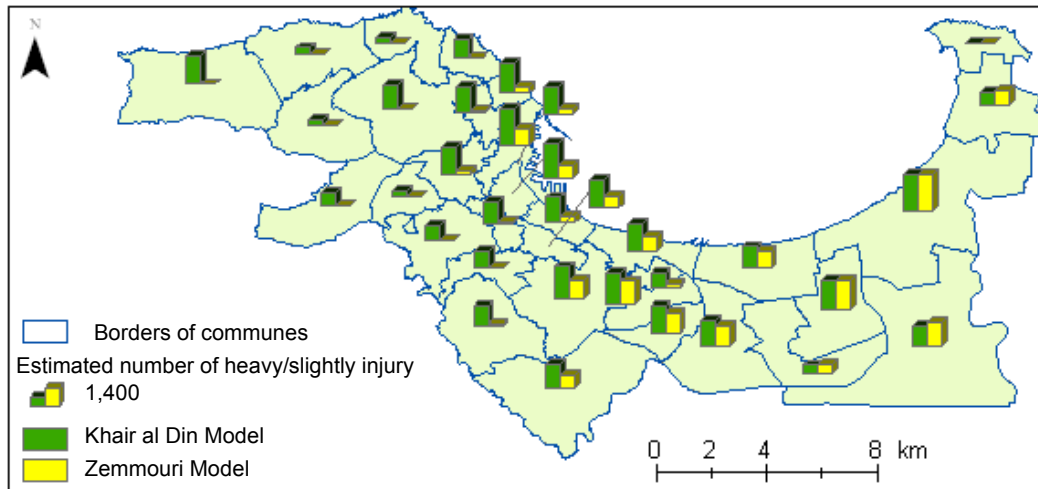 N
Borders of communes
Estimated number of heavy/slightly injury
1,400
Khair al Din Model
Zemmouri Model
0 2 4 8 km